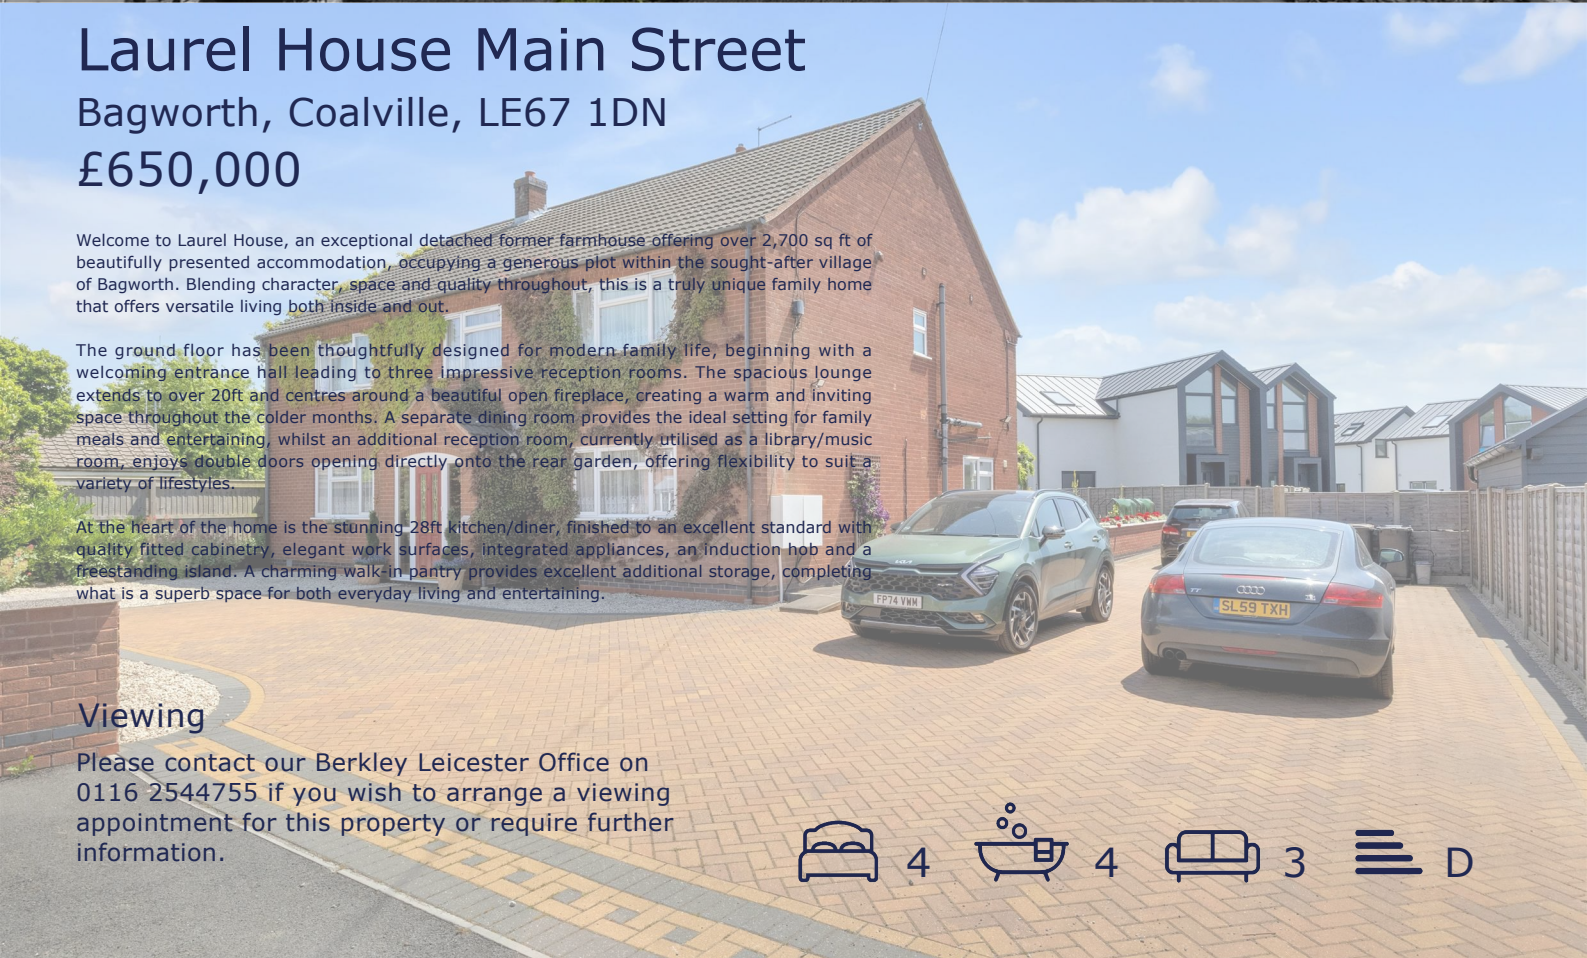 Laurel House Main Street
Bagworth, Coalville, LE67 1DN
£650,000
Welcome to Laurel House, an exceptional detached former farmhouse offering over 2,700 sq ft of
beautifully presented accommodation, occupying a generous plot within the sought-after village
of Bagworth. Blending character, space and quality throughout, this is a truly unique family home
that offers versatile living both inside and out.
The ground floor has been thoughtfully designed for modern family life, beginning with a
welcoming entrance hall leading to three impressive reception rooms. The spacious lounge
extends to over 20ft and centres around a beautiful open fireplace, creating a warm and inviting
space throughout the colder months. A separate dining room provides the ideal setting for family
meals and entertaining, whilst an additional reception room, currently utilised as a library/music
room, enjoys double doors opening directly onto the rear garden, offering flexibility to suit a
variety of lifestyles.
At the heart of the home is the stunning 28ft kitchen/diner, finished to an excellent standard with
quality fitted cabinetry, elegant work surfaces, integrated appliances, an induction hob and a
freestanding island. A charming walk-in pantry provides excellent additional storage, completing
what is a superb space for both everyday living and entertaining.
FP74 VWM
SL59 TXH
Viewing
Please contact our Berkley Leicester Office on
0116 2544755 if you wish to arrange a viewing
appointment for this property or require further
information.
4 4 3 D